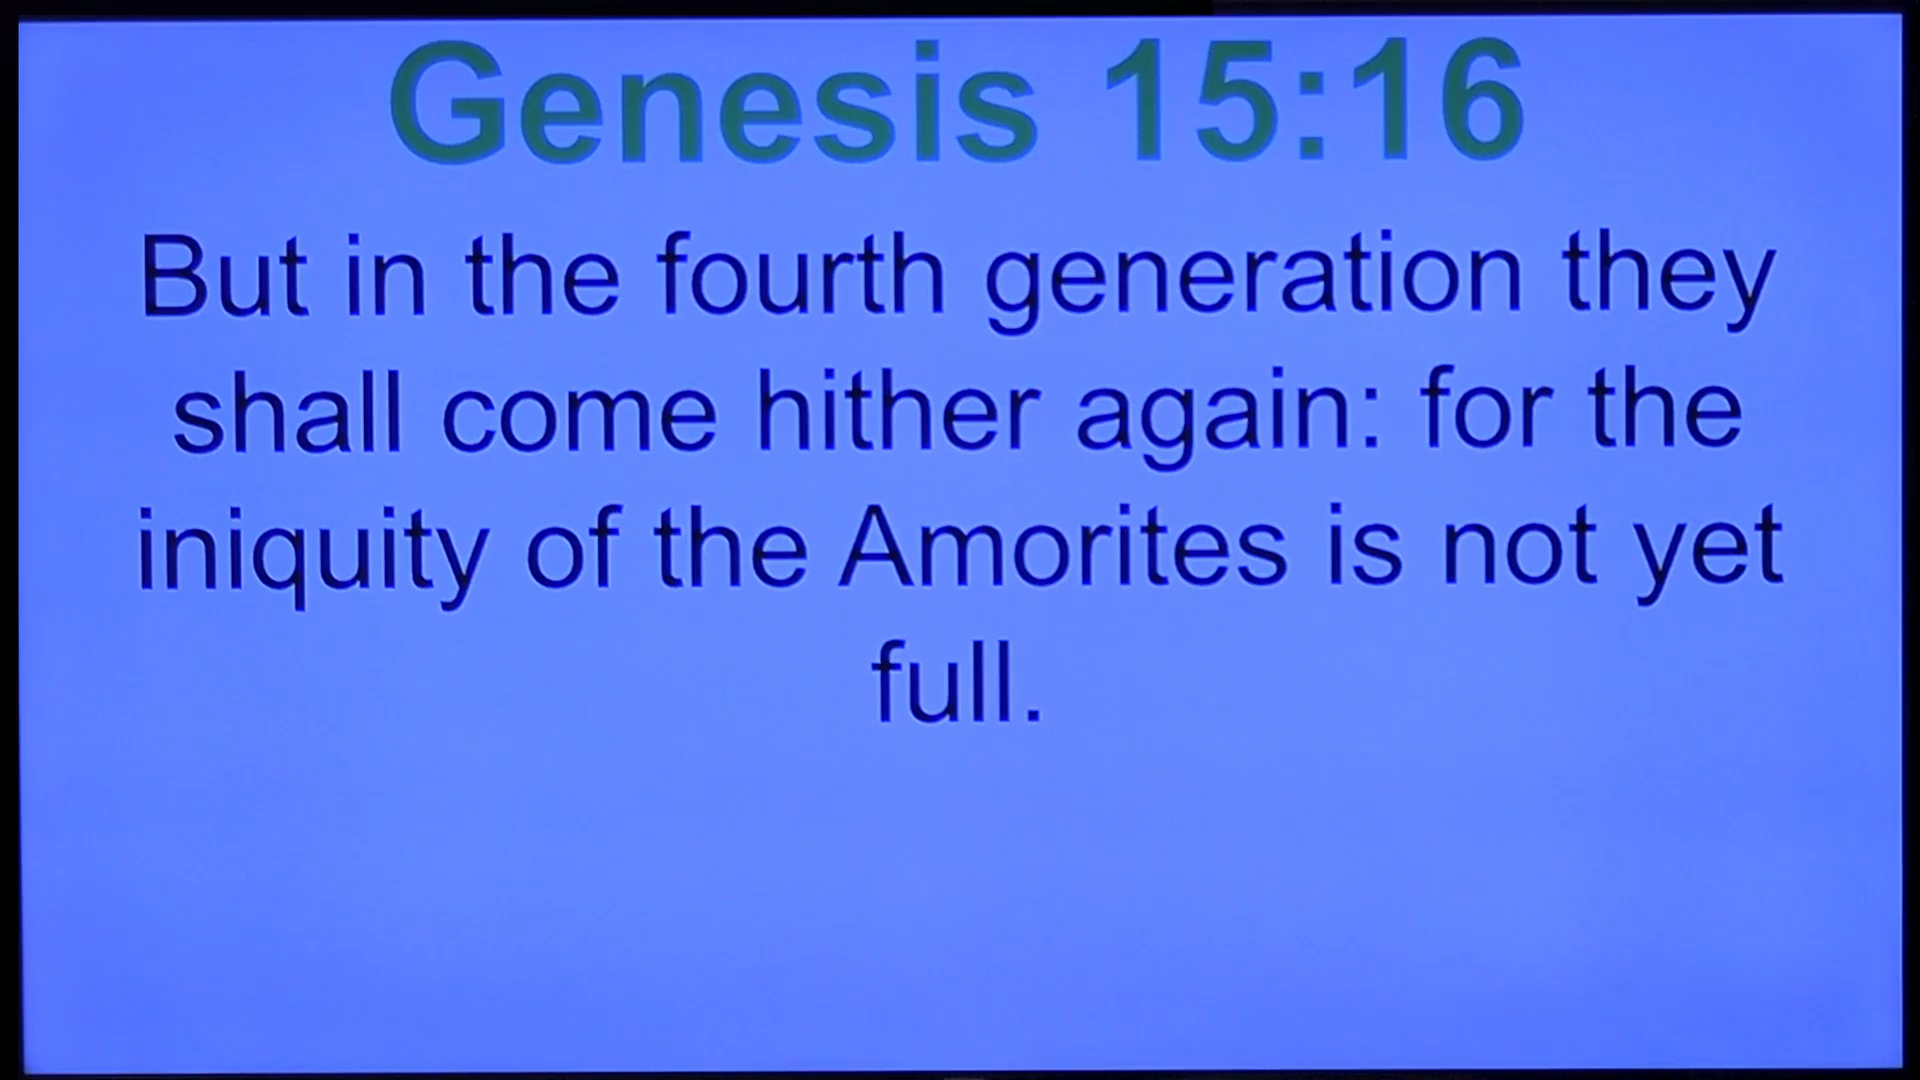 Genesis 15:16
But in the fourth generation they
shall come hither again: for the
iniquity of the Amorites is not yet
full.